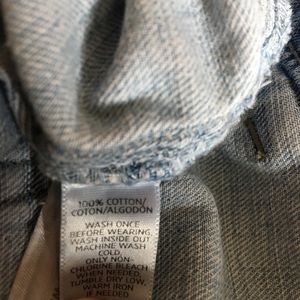 100% COTTON/
COTON/ALGODÓN
WASH ONCE
BEFORE WEARING,
WASH INSIDE OUT
MACHINE WASH
COLD,
ONLY NON-
CHLORINE BLEACH
WHEN NEEDED,
TUMBLE DRY LOW,
WARM IRON
IF NEEDED